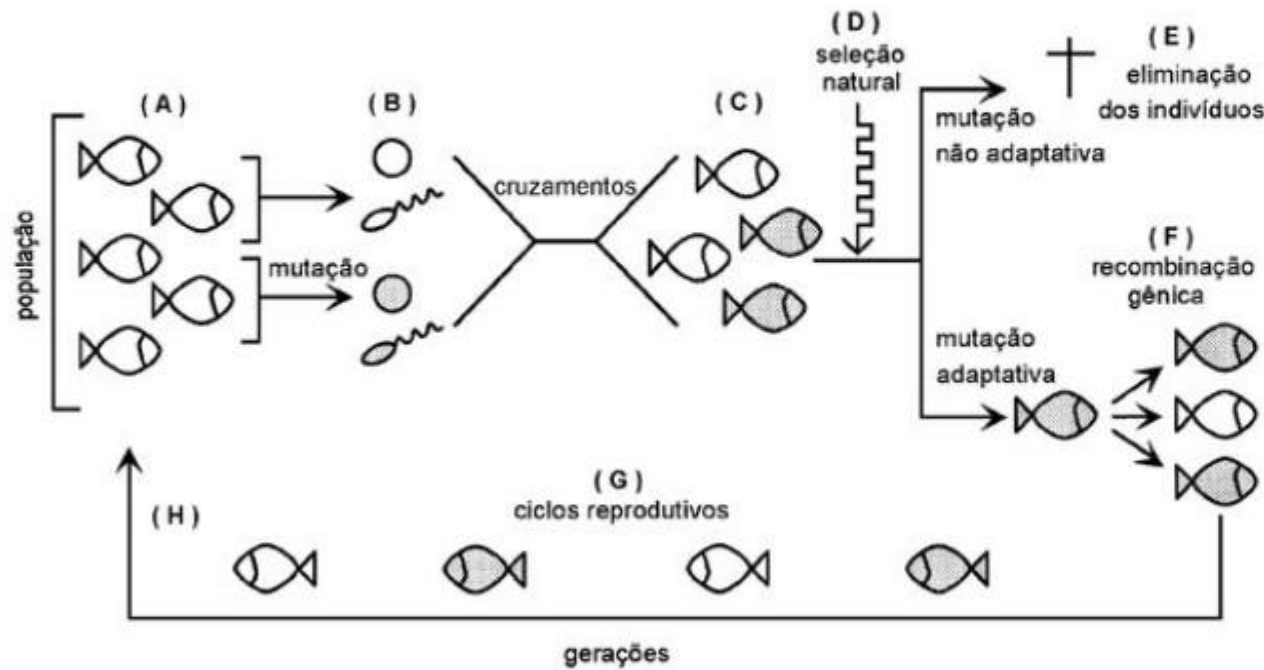 ( A )
( B )
( C )
( D )
seleção
natural
( E )
eliminação
dos indivíduos
mutação
não adaptativa
população
mutação
cruzamentos
( F )
recombinação
gênica
mutação
adaptativa
( G )
ciclos reprodutivos
( H )
gerações